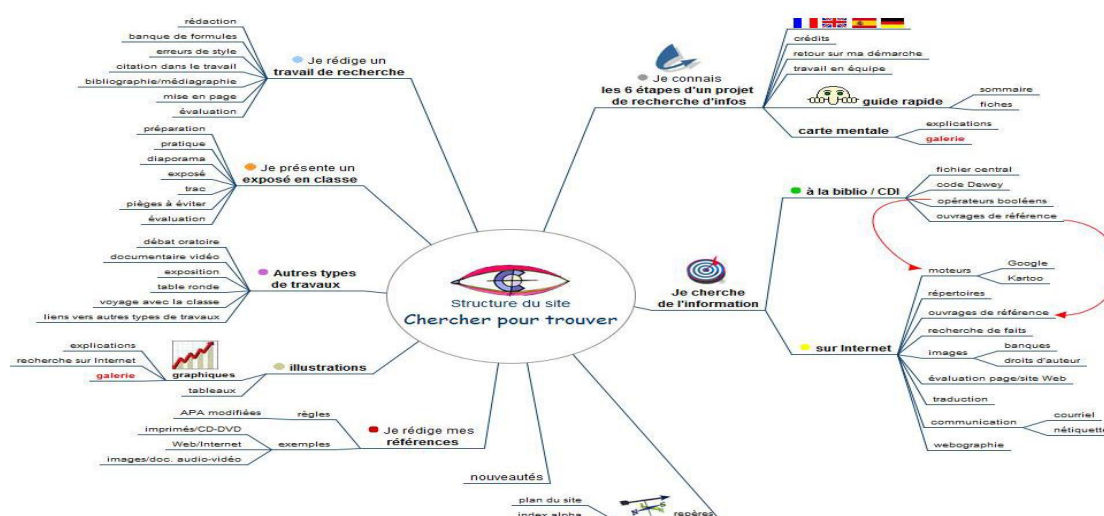 Structure du site
Chercher pour trouver
Je rédige un
travail de recherche
rédaction
banque de formules
erreurs de style
citation dans le travail
bibliographie/médiagraphie
mise en page
évaluation
Je présente un
exposé en classe
préparation
pratique
diaporama
exposé
trac
pièges à éviter
évaluation
Autres types
de travaux
débat oratoire
documentaire vidéo
exposition
table ronde
voyage avec la classe
liens vers autres types de travaux
illustrations
graphiques
explications
recherche sur Internet
galerie
tableaux
Je rédige mes
références
règles
APA modifiées
exemples
imprimés/CD-DVD
Web/Internet
images/doc. audio-vidéo
nouveautés
repères
plan du site
index alpha
Je connais
les 6 étapes d'un projet
de recherche d'infos
crédits
retour sur ma démarche
travail en équipe
guide rapide
sommaire
fiches
carte mentale
explications
galerie
Je cherche
de l'information
à la biblio / CDI
fichier central
code Dewey
opérateurs booléens
ouvrages de référence
sur Internet
moteurs
Google
Kartoo
répertoires
ouvrages de référence
recherche de faits
images
banques
droits d'auteur
évaluation page/site Web
traduction
communication
courriel
nétiquette
webographie